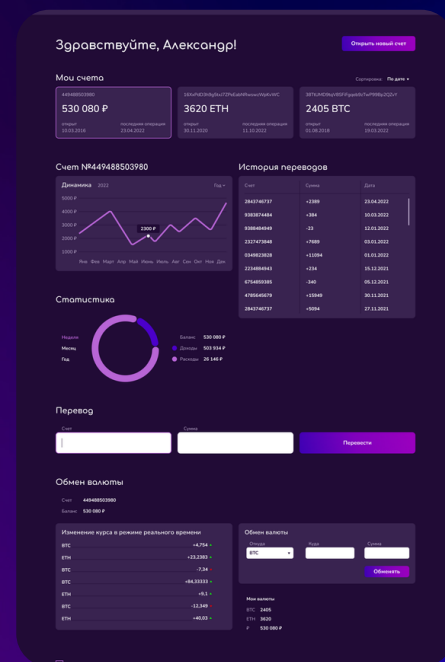 Здравствуйте, Александр!
Открыть новый счет
Мои счета
Сортировка По дате
449488503980
530 080 ₽
открыт
10.03.2018
последняя операция
23.04.2022
3620 ETH
открыт
30.11.2020
последняя операция
11.10.2022
2405 BTC
открыт
01.08.2018
последняя операция
19.03.2022
Счет №449488503980
Динамика 2022
Год
5000 ₽
4000 ₽
3000 ₽
2000 ₽
1000 ₽
2300 ₽
Янв Фев Март Апр Май Июнь Июль Авг Сен Окт Ноя Дек
История переводов
Счет Сумма Дата
2843746737 +2389 23.04.2022
9383874484 +384 10.03.2022
9388494949 -23 12.01.2022
2327473848 +7689 03.01.2022
0349823828 +11094 01.01.2022
2234884943 +234 15.12.2021
6754859385 -340 05.12.2021
4785645679 +15949 30.11.2021
2843746737 +5094 27.11.2021
Статистика
Неделя
Месяц
Год
Баланс 530 080 ₽
Доходы 503 934 ₽
Расходы 26 146 ₽
Перевод
Счет
Сумма
Перевести
Обмен валюты
Счет 449488503980
Баланс 530 080 ₽
Изменение курса в режиме реального времени
BTC +4,754
ETH +23,2383
BTC -7,34
BTC +84,33333
ETH +9,1
BTC -12,349
ETH +40,03
Обмен валюты
Откуда Куда Сумма
BTC
Обменять
Мои валюты
BTC 2405
ETH 3620
₽ 530 080 ₽